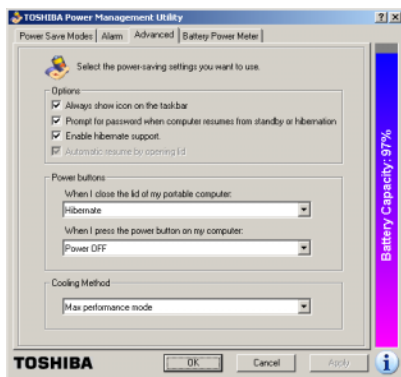 TOSHIBA Power Management Utility
Power Save Modes
Alarm
Advanced
Battery Power Meter
Select the power-saving settings you want to use.
Options
Always show icon on the taskbar
Prompt for password when computer resumes from standby or hibernation
Enable hibernate support.
Automatic resume by opening lid
Power buttons
When I close the lid of my portable computer:
Hibernate
When I press the power button on my computer:
Power OFF
Cooling Method
Max performance mode
Battery Capacity: 97%
TOSHIBA
OK
Cancel
Apply